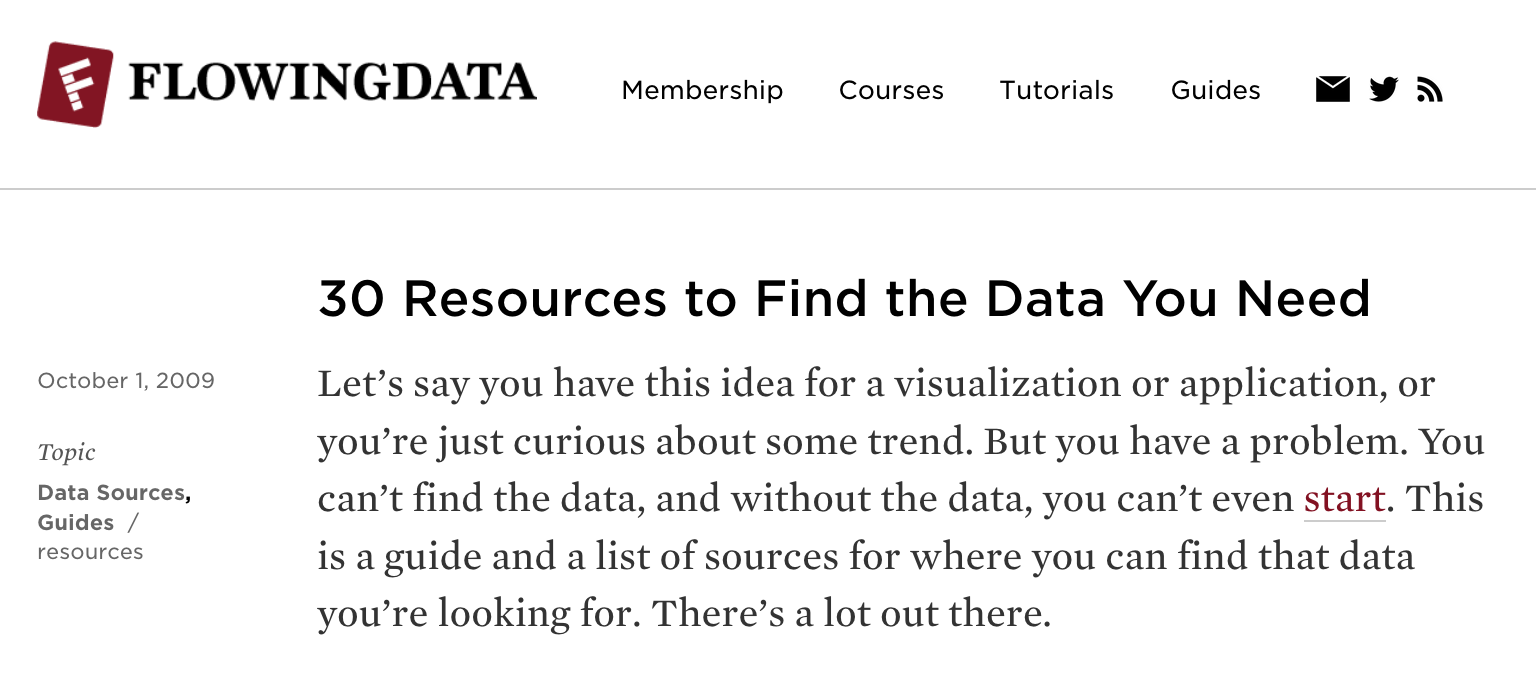 FLOWINGDATA
Membership Courses Tutorials Guides
30 Resources to Find the Data You Need
October 1, 2009
Topic
Data Sources,
Guides /
resources
Let’s say you have this idea for a visualization or application, or
you’re just curious about some trend. But you have a problem. You
can’t find the data, and without the data, you can’t even start. This
is a guide and a list of sources for where you can find that data
you’re looking for. There’s a lot out there.